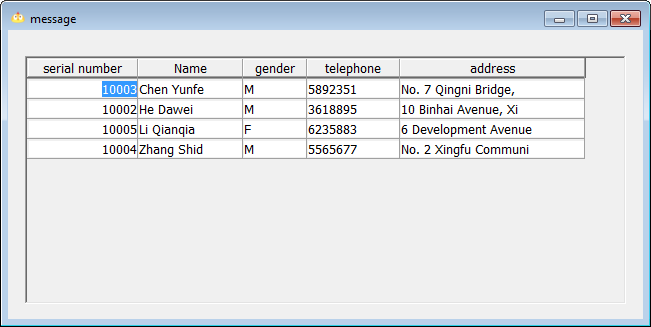 message
serial number Name gender telephone address
10003 Chen Yunfe M 5892351 No. 7 Qingni Bridge,
10002 He Dawei M 3618895 10 Binhai Avenue, Xi
10005 Li Qianqia F 6235883 6 Development Avenue
10004 Zhang Shid M 5565677 No. 2 Xingfu Communi